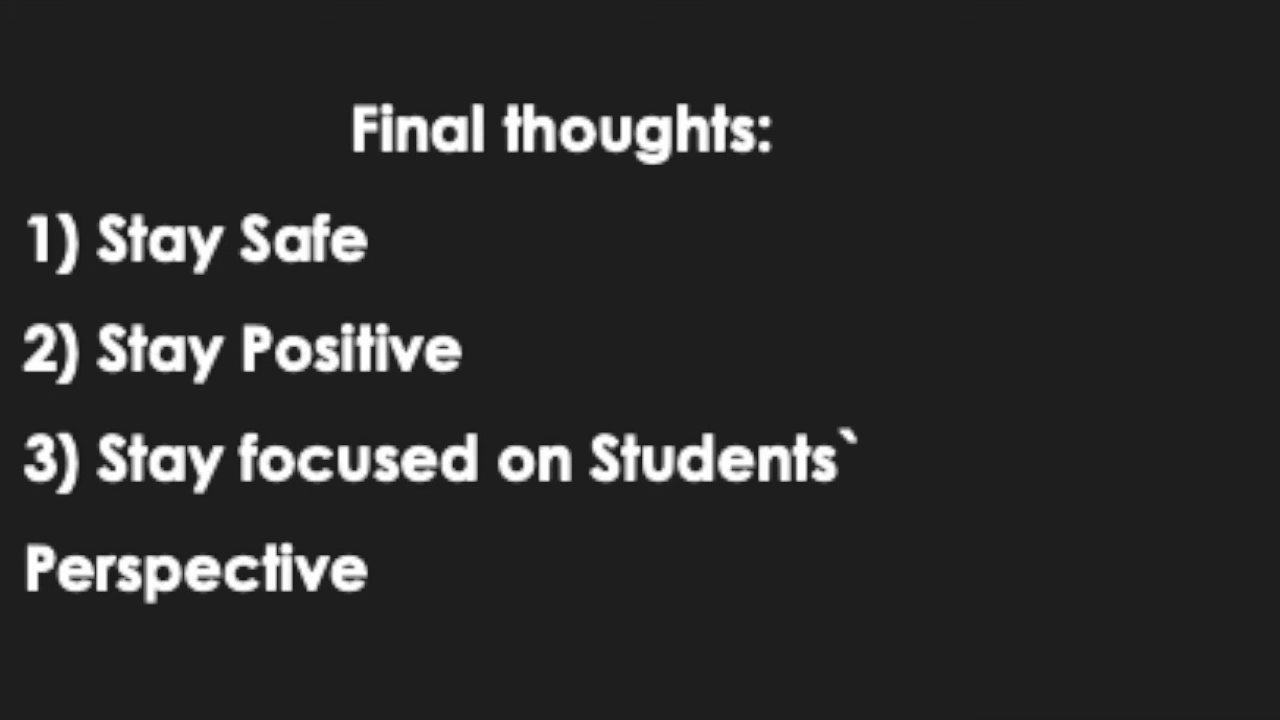 Final thoughts:
1) Stay Safe
2) Stay Positive
3) Stay focused on Students`
Perspective